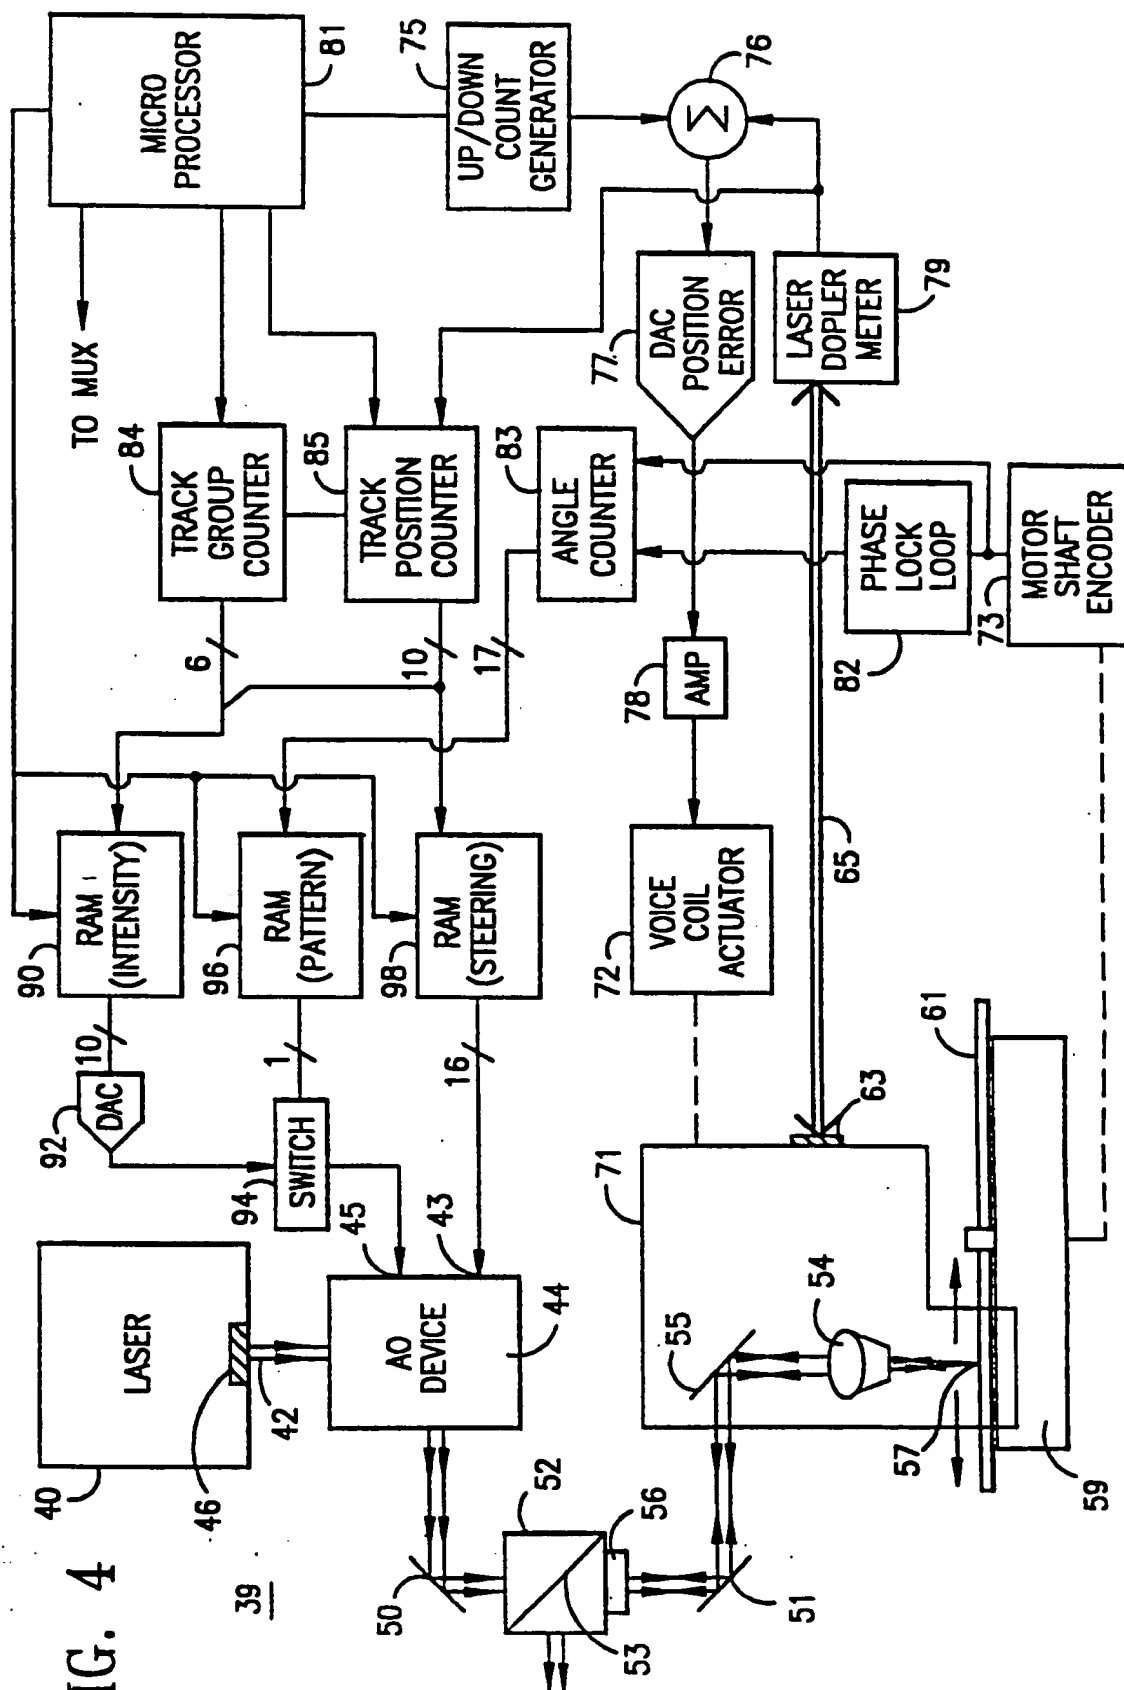 IG. 4
39
40
LASER
46
42
AO
DEVICE
44
45
43
50
52
53
56
51
92
DAC
10
94
SWITCH
1
16
90
RAM
(INTENSITY)
96
RAM
(PATTERN)
98
RAM
(STEERING)
6
10
17
84
TRACK
GROUP
COUNTER
85
TRACK
POSITION
COUNTER
83
ANGLE
COUNTER
TO MUX
MICRO
PROCESSOR
81
75
UP/DOWN
COUNT
GENERATOR
Σ
76
77
DAC
POSITION
ERROR
78
AMP
72
VOICE
COIL
ACTUATOR
LASER
DOPLER
METER
79
65
63
71
55
54
57
61
59
82
PHASE
LOCK
LOOP
73
MOTOR
SHAFT
ENCODER